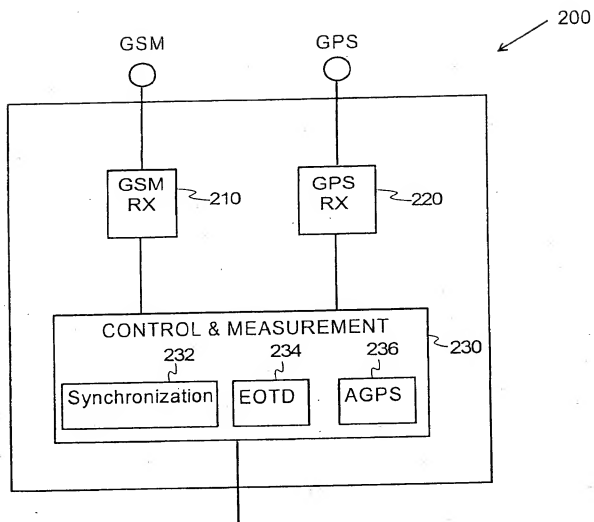 200
GSM
GPS
GSM
RX
210
GPS
RX
220
CONTROL & MEASUREMENT
230
232
234
236
Synchronization
EOTD
AGPS